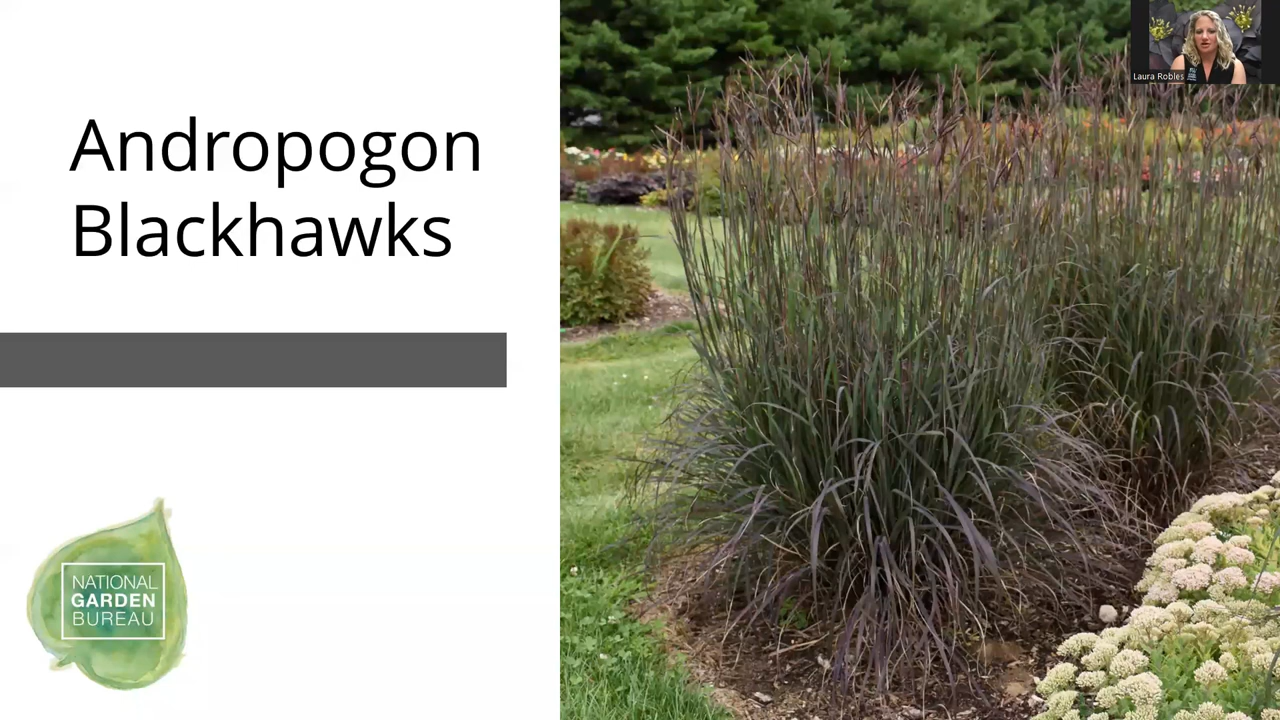 Andropogon
Blackhawks
NATIONAL
GARDEN
BUREAU
Laura Robles